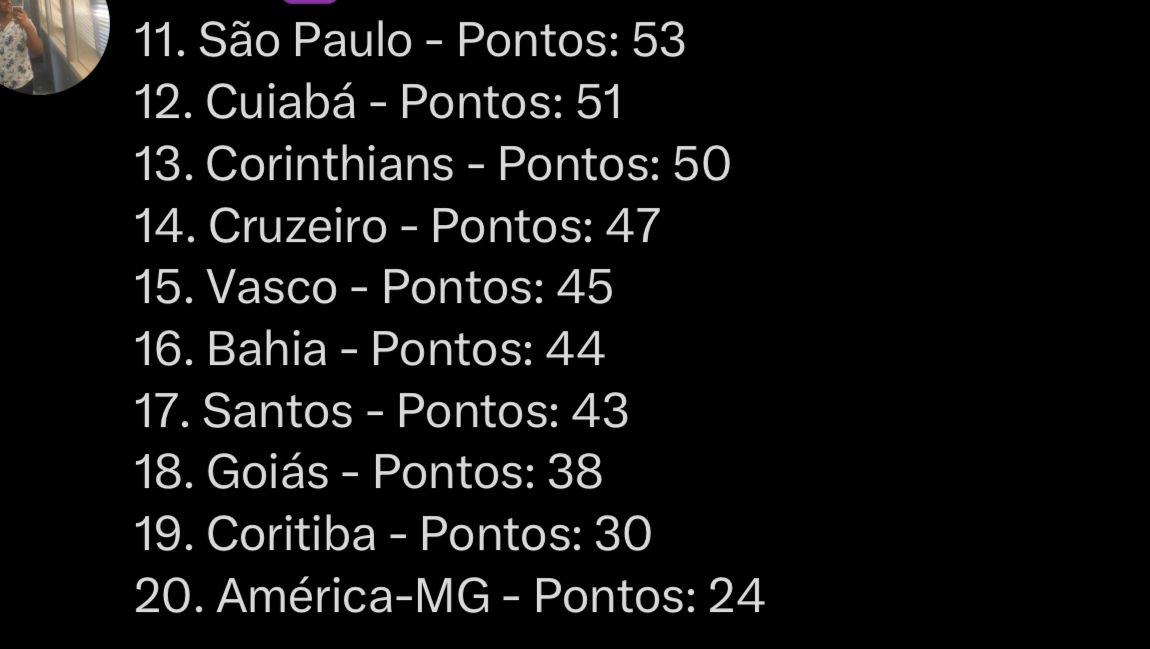 11. São Paulo - Pontos: 53
12. Cuiabá - Pontos: 51
13. Corinthians - Pontos: 50
14. Cruzeiro - Pontos: 47
15. Vasco - Pontos: 45
16. Bahia - Pontos: 44
17. Santos - Pontos: 43
18. Goiás - Pontos: 38
19. Coritiba - Pontos: 30
20. América-MG - Pontos: 24